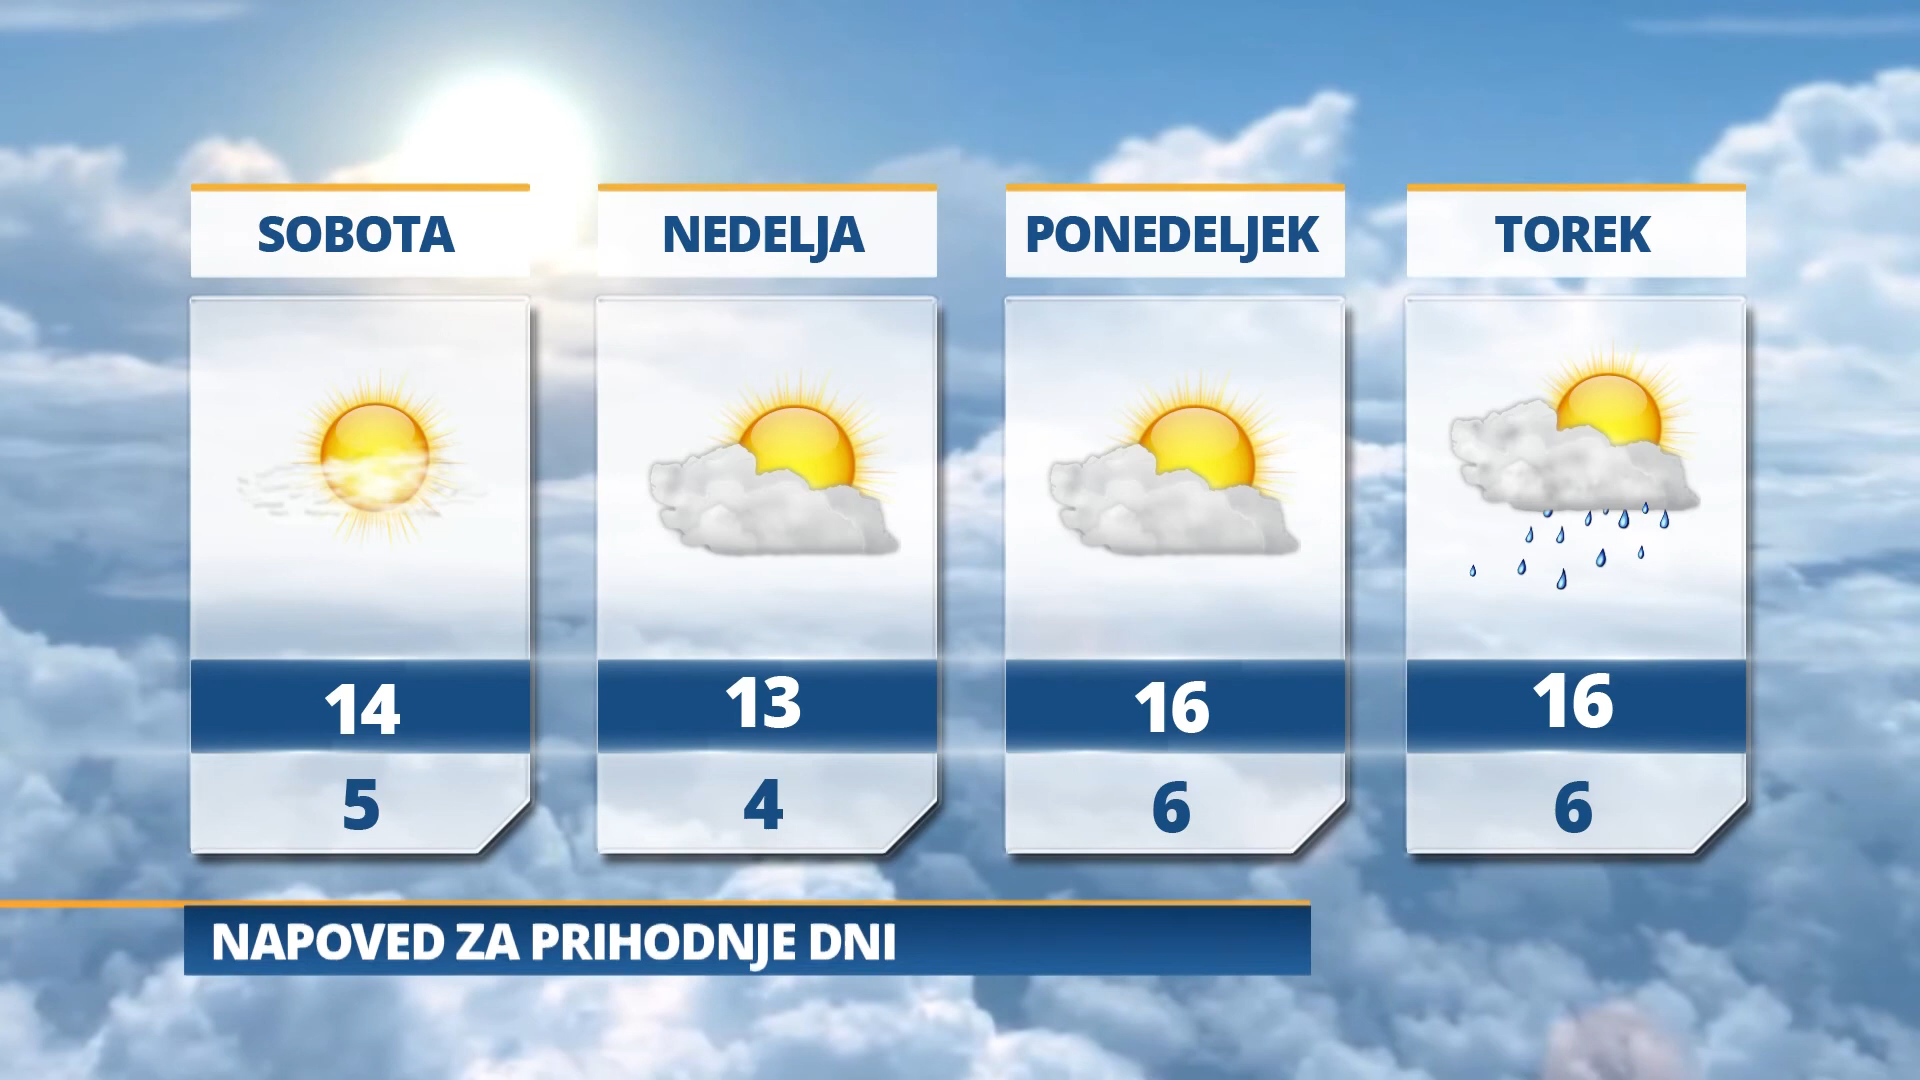 SOBOTA
NEDELJA
PONEDELJEK
TOREK
14
13
16
16
5
4
6
6
NAPOVED ZA PRIHODNJE DNI